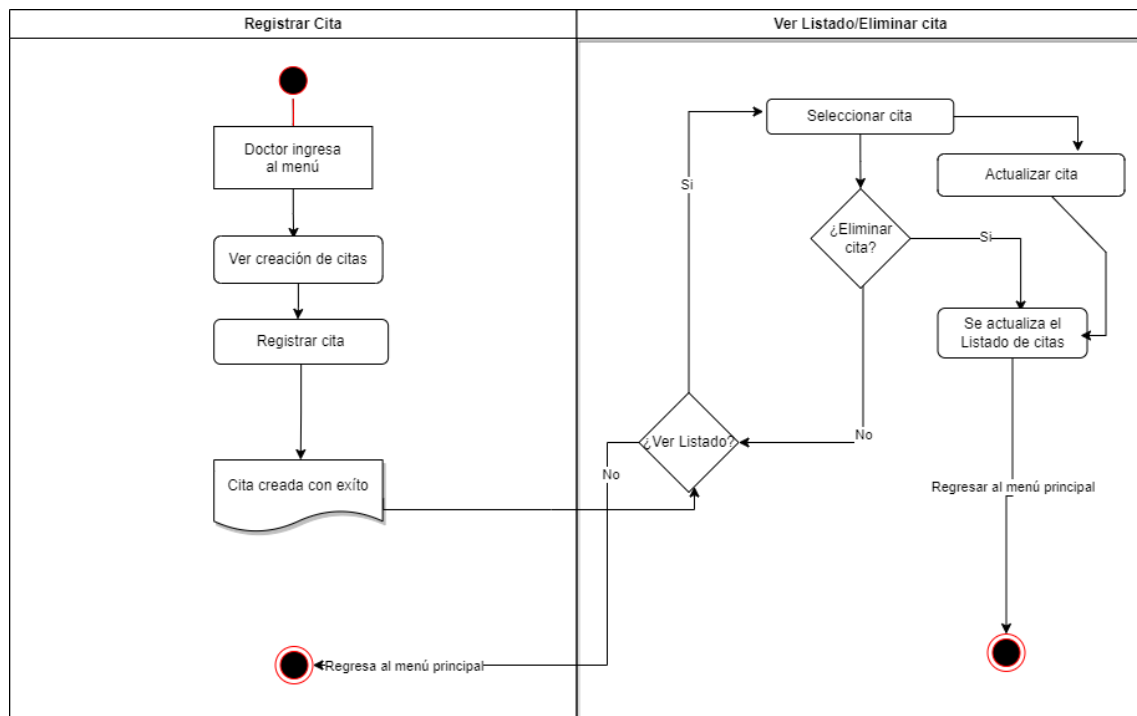 Registrar Cita
Ver Listado/Eliminar cita
Doctor ingresa
al menú
Ver creación de citas
Registrar cita
Cita creada con exíto
Regresa al menú principal
Seleccionar cita
Actualizar cita
Si
¿Eliminar
cita?
Si
Se actualiza el
Listado de citas
¿Ver Listado?
No
No
Regresar al menú principal